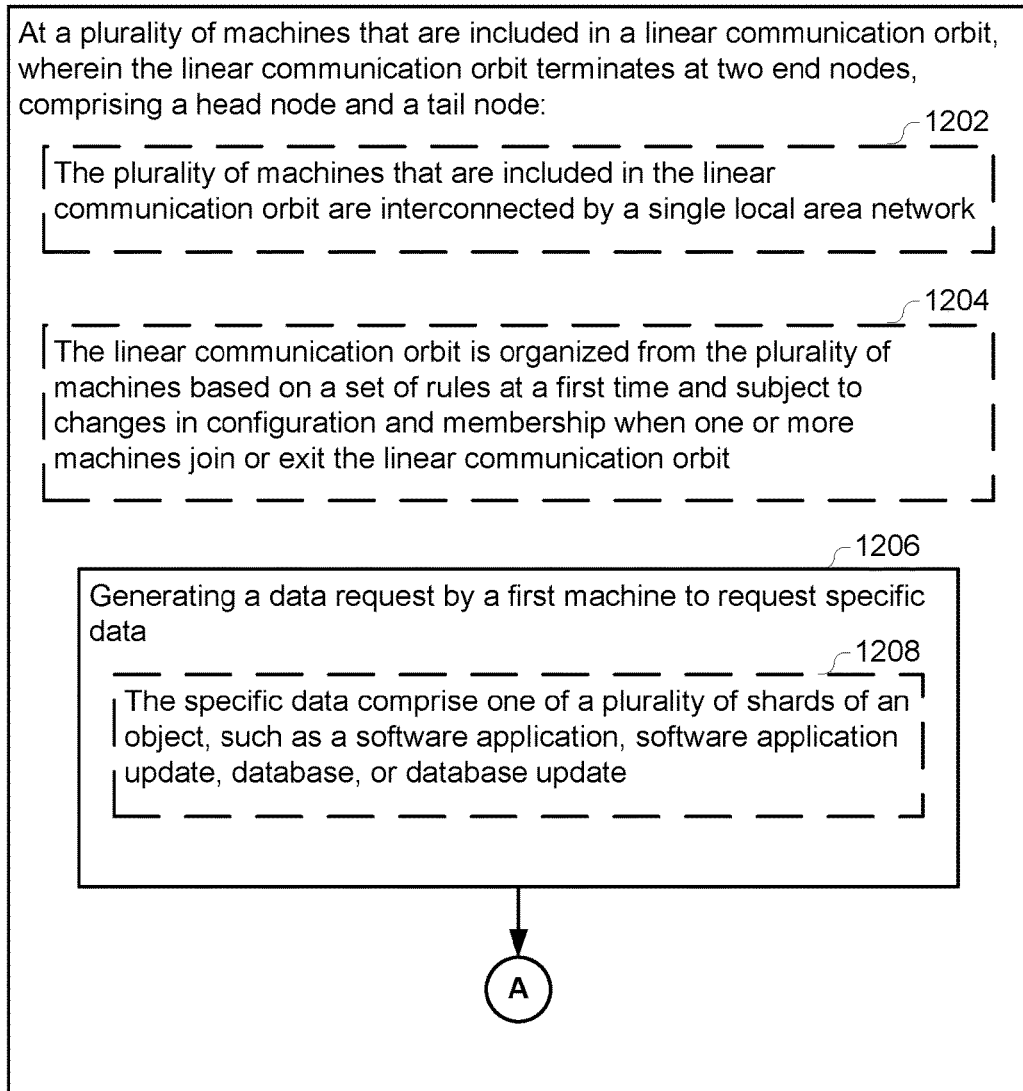 At a plurality of machines that are included in a linear communication orbit,
wherein the linear communication orbit terminates at two end nodes,
comprising a head node and a tail node:
1202
The plurality of machines that are included in the linear
communication orbit are interconnected by a single local area network
1204
The linear communication orbit is organized from the plurality of
machines based on a set of rules at a first time and subject to
changes in configuration and membership when one or more
machines join or exit the linear communication orbit
1206
Generating a data request by a first machine to request specific
data
1208
The specific data comprise one of a plurality of shards of an
object, such as a software application, software application
update, database, or database update
A